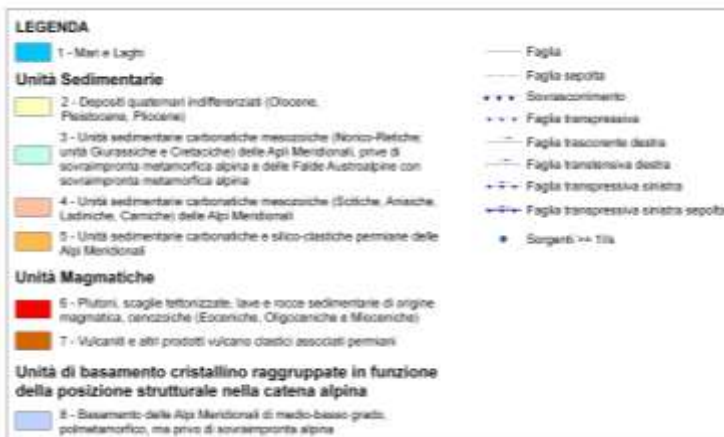 LEGENDA
1 - Mari e Laghi
Unità Sedimentarie
2 - Depositi quaternari indifferenziati (Olocene,
Pleistocene, Pliocene)
3 - Unità sedimentarie carbonatiche mesozoiche (Norico-Retiche;
unità Giurassiche e Cretaciche) delle Apli Meridionali, prive di
sovraimpronta metamorfica alpina e delle Falde Austroalpine con
sovraimpronta metamorfica alpina
4 - Unità sedimentarie carbonatiche mesozoiche (Scitiche, Anisiche,
Ladiniche, Carniche) delle Alpi Meridionali
5 - Unità sedimentarie carbonatiche e silico-clastiche permiane delle
Alpi Meridionali
Unità Magmatiche
6 - Plutoni, scaglie tettonizzate, lave e rocce sedimentarie di origine
magmatica, cenozoiche (Eoceniche, Oligoceniche e Mioceniche)
7 - Vulcaniti e altri prodotti vulcano clastici associati permiani
Unità di basamento cristallino raggruppate in funzione
della posizione strutturale nella catena alpina
8 - Basamento delle Alpi Meridionali di medio-basso grado,
polimetamorfico, ma privo di sovraimpronta alpina
Faglia
Faglia sepolta
Sovrascorrimento
Faglia transpressiva
Faglia trascorrente destra
Faglia transtensiva destra
Faglia transpressiva sinistra
Faglia transpressiva sinistra sepolta
Sorgenti >= 1l/s